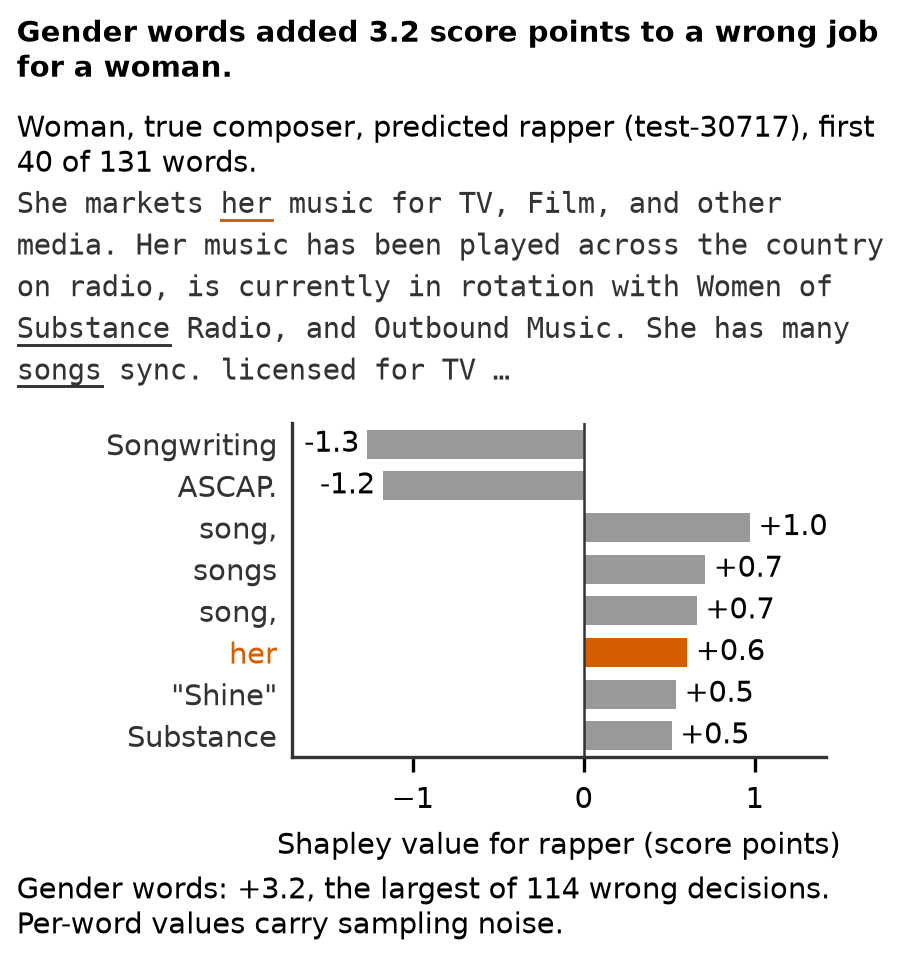 Gender words added 3.2 score points to a wrong job
for a woman.
Woman, true composer, predicted rapper (test-30717), first
40 of 131 words.
She markets her music for TV, Film, and other
media. Her music has been played across the country
on radio, is currently in rotation with Women of
Substance Radio, and Outbound Music. She has many
songs sync. licensed for TV …
Songwriting -1.3
ASCAP. -1.2
song, +1.0
songs +0.7
song, +0.7
her +0.6
"Shine" +0.5
Substance +0.5
−1 0 1
Shapley value for rapper (score points)
Gender words: +3.2, the largest of 114 wrong decisions.
Per-word values carry sampling noise.